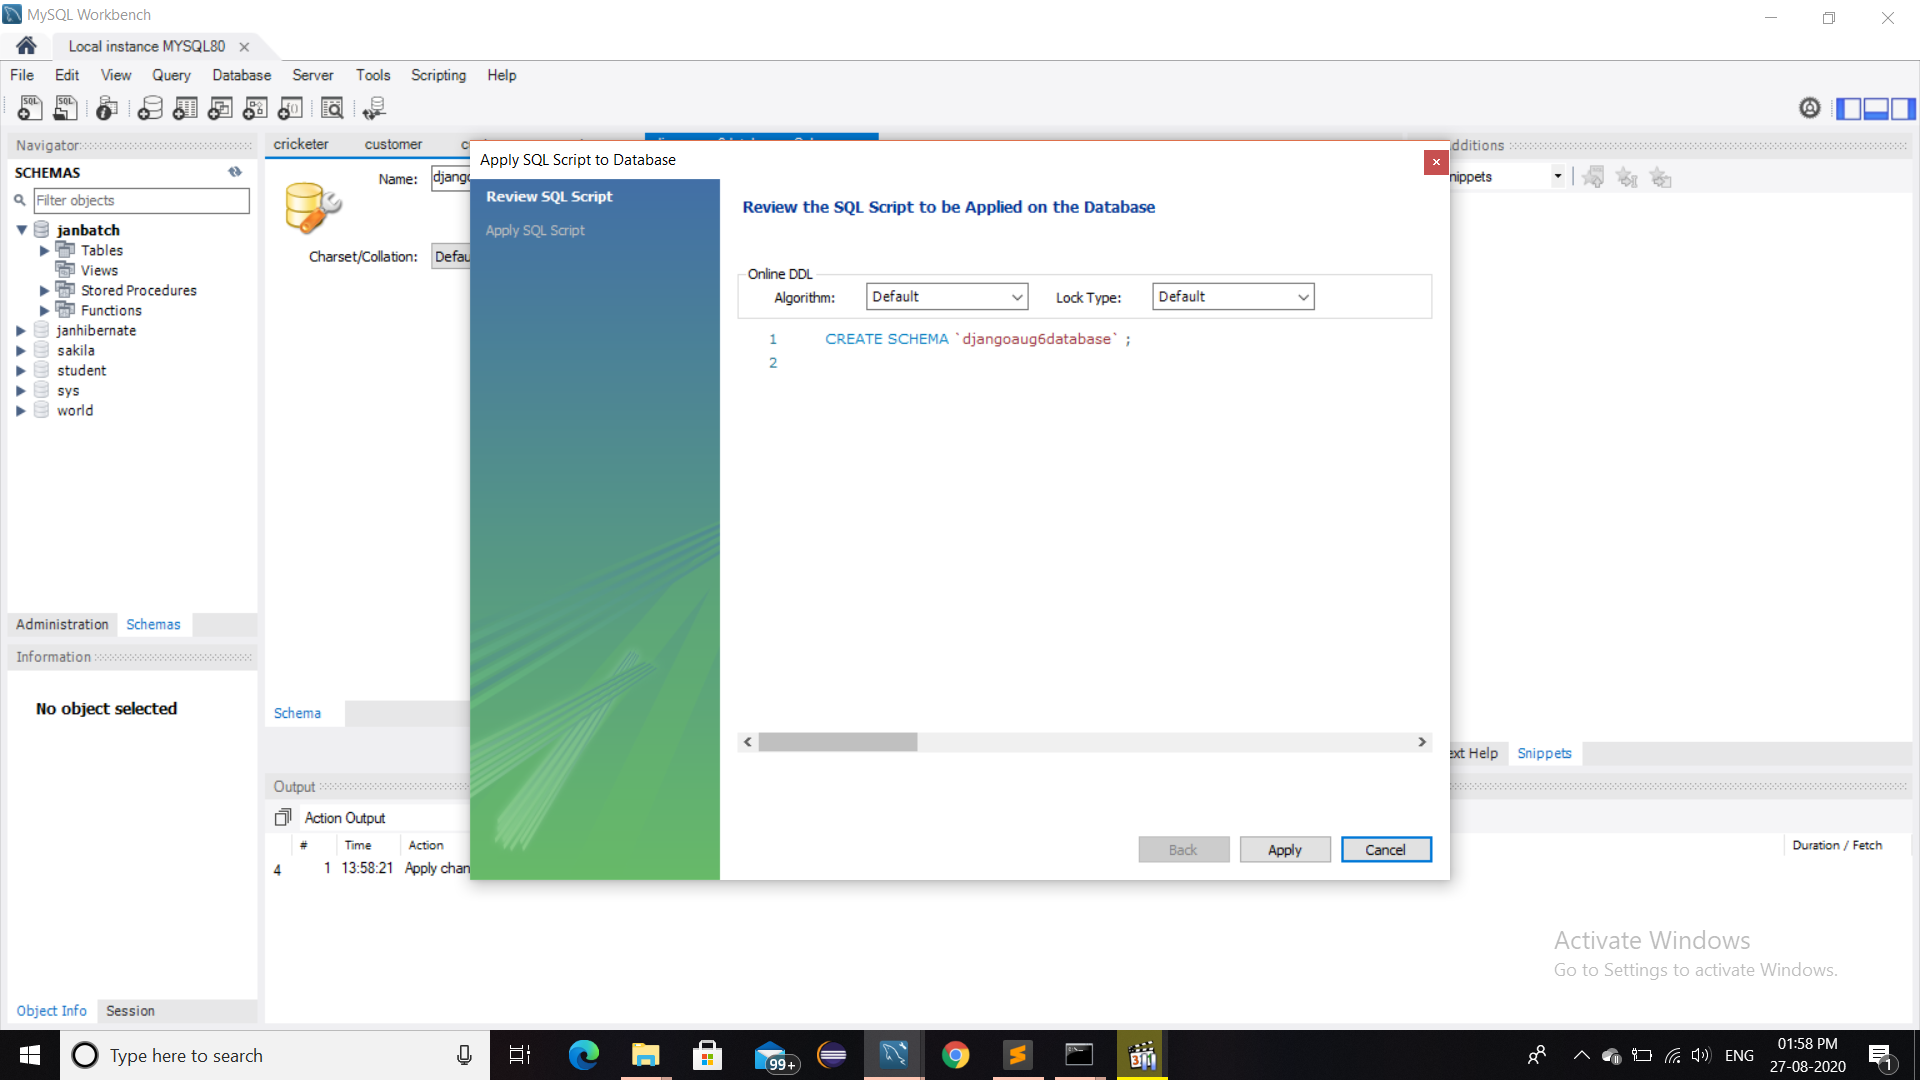 MySQL Workbench
Local instance MYSQL80
File Edit View Query Database Server Tools Scripting Help
Navigator
SCHEMAS
Filter objects
janbatch
Tables
Views
Stored Procedures
Functions
janhibernate
sakila
student
sys
world
Administration Schemas
Information
No object selected
Object Info Session
cricketer customer
Name:
Charset/Collation:
Schema
Apply SQL Script to Database
Review SQL Script
Apply SQL Script
Review the SQL Script to be Applied on the Database
Online DDL
Algorithm: Default Lock Type: Default
1 CREATE SCHEMA `djangoaug6database` ;
2
Back Apply Cancel
Snippets
Output
Action Output
# Time Action Duration / Fetch
4 1 13:58:21 Apply chan
Activate Windows
Go to Settings to activate Windows.
Type here to search
99+
ENG
01:58 PM
27-08-2020
1